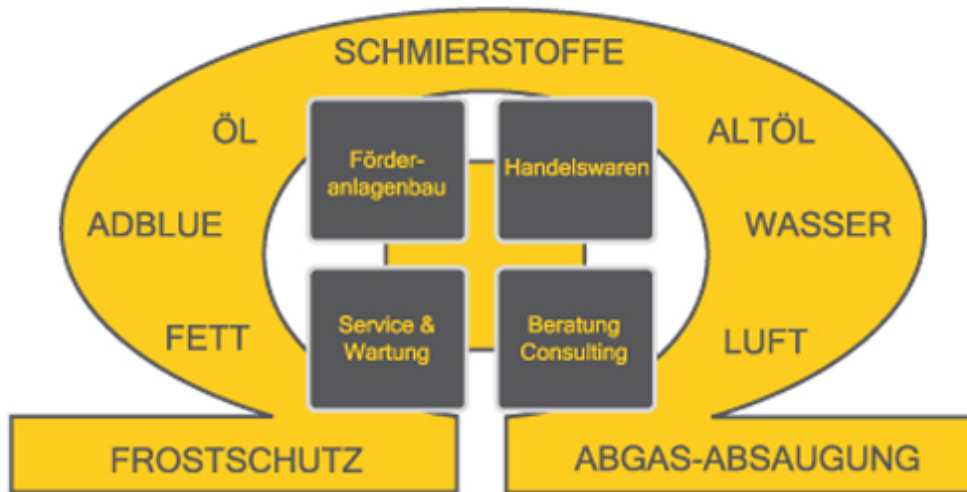 SCHMIERSTOFFE
ÖL
ALTÖL
Förder-
anlagenbau
Handelswaren
ADBLUE
WASSER
Service &
Wartung
Beratung
Consulting
FETT
LUFT
FROSTSCHUTZ
ABGAS-ABSAUGUNG